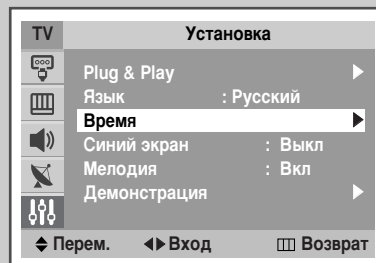 TV Установка
Plug & Play
Язык : Русский
Время
Синий экран : Выкл
Мелодия : Вкл
Демонстрация
Перем. Вход Возврат